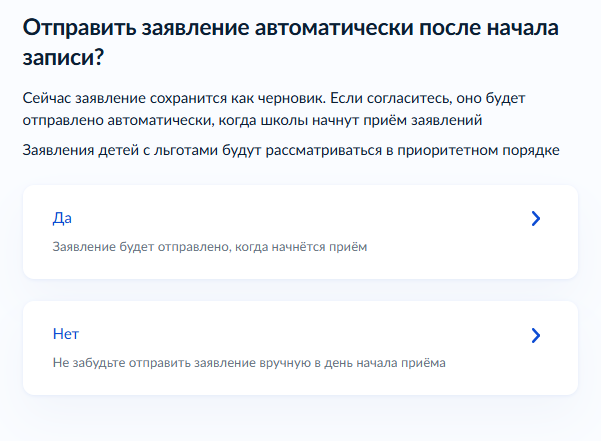 Отправить заявление автоматически после начала
записи?
Сейчас заявление сохранится как черновик. Если согласитесь, оно будет
отправлено автоматически, когда школы начнут приём заявлений
Заявления детей с льготами будут рассматриваться в приоритетном порядке
Да
Заявление будет отправлено, когда начнётся приём
Нет
Не забудьте отправить заявление вручную в день начала приёма